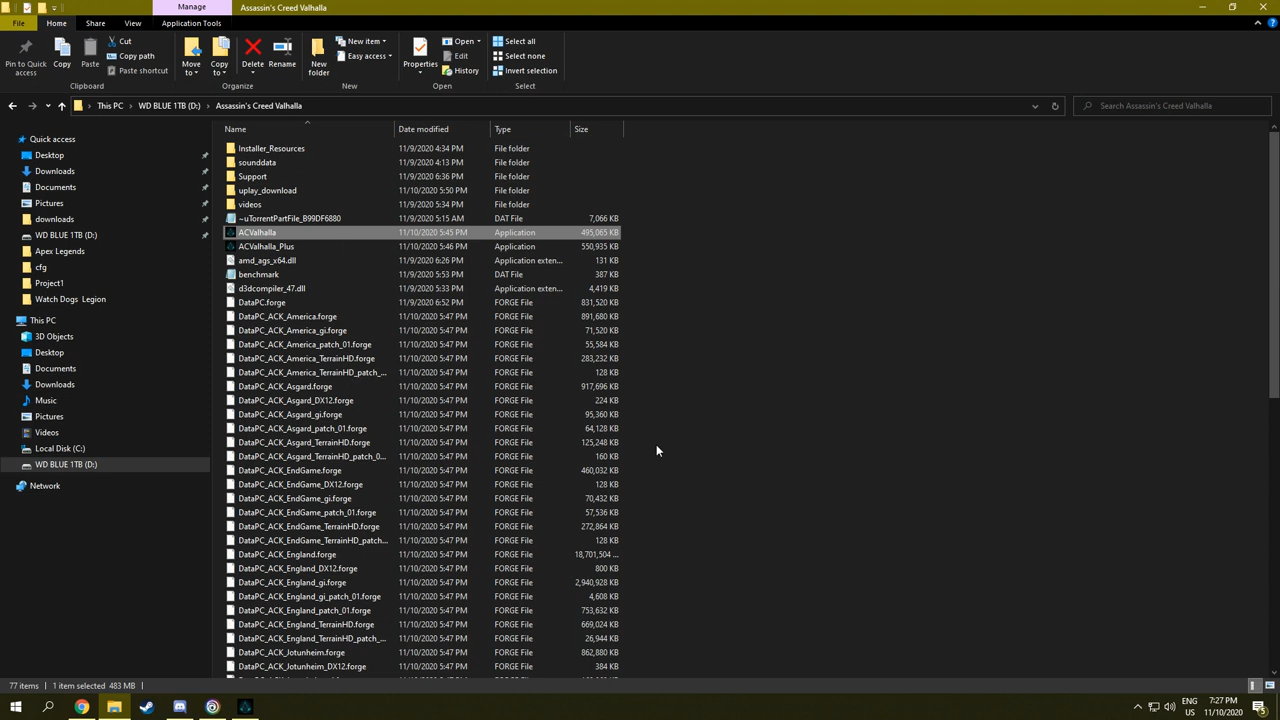 Manage
Assassin's Creed Valhalla
File
Home
Share
View
Application Tools
Pin to Quick access
Copy
Paste
Cut
Copy path
Paste shortcut
Clipboard
Move to
Copy to
Delete
Rename
Organize
New folder
New item
Easy access
New
Properties
Open
Edit
History
Open
Select all
Select none
Invert selection
Select
This PC
WD BLUE 1TB (D:)
Assassin's Creed Valhalla
Search Assassin's Creed Valhalla
Quick access
Desktop
Downloads
Documents
Pictures
downloads
WD BLUE 1TB (D:)
Apex Legends
cfg
Project1
Watch Dogs Legion
This PC
3D Objects
Desktop
Documents
Downloads
Music
Pictures
Videos
Local Disk (C:)
WD BLUE 1TB (D:)
Network
Name Date modified Type Size
Installer_Resources 11/9/2020 4:34 PM File folder
sounddata 11/9/2020 4:13 PM File folder
Support 11/9/2020 6:36 PM File folder
uplay_download 11/10/2020 5:50 PM File folder
videos 11/9/2020 5:34 PM File folder
~uTorrentPartFile_B99DF6880 11/9/2020 5:15 AM DAT File 7,066 KB
ACValhalla 11/10/2020 5:45 PM Application 495,065 KB
ACValhalla_Plus 11/10/2020 5:46 PM Application 550,935 KB
amd_ags_x64.dll 11/9/2020 6:26 PM Application exten... 131 KB
benchmark 11/9/2020 5:53 PM DAT File 387 KB
d3dcompiler_47.dll 11/9/2020 5:33 PM Application exten... 4,419 KB
DataPC.forge 11/9/2020 6:52 PM FORGE File 831,520 KB
DataPC_ACK_America.forge 11/10/2020 5:47 PM FORGE File 891,680 KB
DataPC_ACK_America_gi.forge 11/10/2020 5:47 PM FORGE File 71,520 KB
DataPC_ACK_America_patch_01.forge 11/10/2020 5:47 PM FORGE File 55,584 KB
DataPC_ACK_America_TerrainHD.forge 11/10/2020 5:47 PM FORGE File 283,232 KB
DataPC_ACK_America_TerrainHD_patch_... 11/10/2020 5:47 PM FORGE File 128 KB
DataPC_ACK_Asgard.forge 11/10/2020 5:47 PM FORGE File 917,696 KB
DataPC_ACK_Asgard_DX12.forge 11/10/2020 5:47 PM FORGE File 224 KB
DataPC_ACK_Asgard_gi.forge 11/10/2020 5:47 PM FORGE File 95,360 KB
DataPC_ACK_Asgard_patch_01.forge 11/10/2020 5:47 PM FORGE File 64,128 KB
DataPC_ACK_Asgard_TerrainHD.forge 11/10/2020 5:47 PM FORGE File 125,248 KB
DataPC_ACK_Asgard_TerrainHD_patch_0... 11/10/2020 5:47 PM FORGE File 160 KB
DataPC_ACK_EndGame.forge 11/10/2020 5:47 PM FORGE File 460,032 KB
DataPC_ACK_EndGame_DX12.forge 11/10/2020 5:47 PM FORGE File 128 KB
DataPC_ACK_EndGame_gi.forge 11/10/2020 5:47 PM FORGE File 70,432 KB
DataPC_ACK_EndGame_patch_01.forge 11/10/2020 5:47 PM FORGE File 57,536 KB
DataPC_ACK_EndGame_TerrainHD.forge 11/10/2020 5:47 PM FORGE File 272,864 KB
DataPC_ACK_EndGame_TerrainHD_patch... 11/10/2020 5:47 PM FORGE File 128 KB
DataPC_ACK_England.forge 11/10/2020 5:47 PM FORGE File 18,701,504 ...
DataPC_ACK_England_DX12.forge 11/10/2020 5:47 PM FORGE File 800 KB
DataPC_ACK_England_gi.forge 11/10/2020 5:47 PM FORGE File 2,940,928 KB
DataPC_ACK_England_gi_patch_01.forge 11/10/2020 5:47 PM FORGE File 4,608 KB
DataPC_ACK_England_patch_01.forge 11/10/2020 5:47 PM FORGE File 753,632 KB
DataPC_ACK_England_TerrainHD.forge 11/10/2020 5:47 PM FORGE File 669,024 KB
DataPC_ACK_England_TerrainHD_patch_... 11/10/2020 5:47 PM FORGE File 26,944 KB
DataPC_ACK_Jotunheim.forge 11/10/2020 5:47 PM FORGE File 862,880 KB
DataPC_ACK_Jotunheim_DX12.forge 11/10/2020 5:47 PM FORGE File 384 KB
77 items 1 item selected 483 MB
ENG
US
7:27 PM
11/10/2020
5